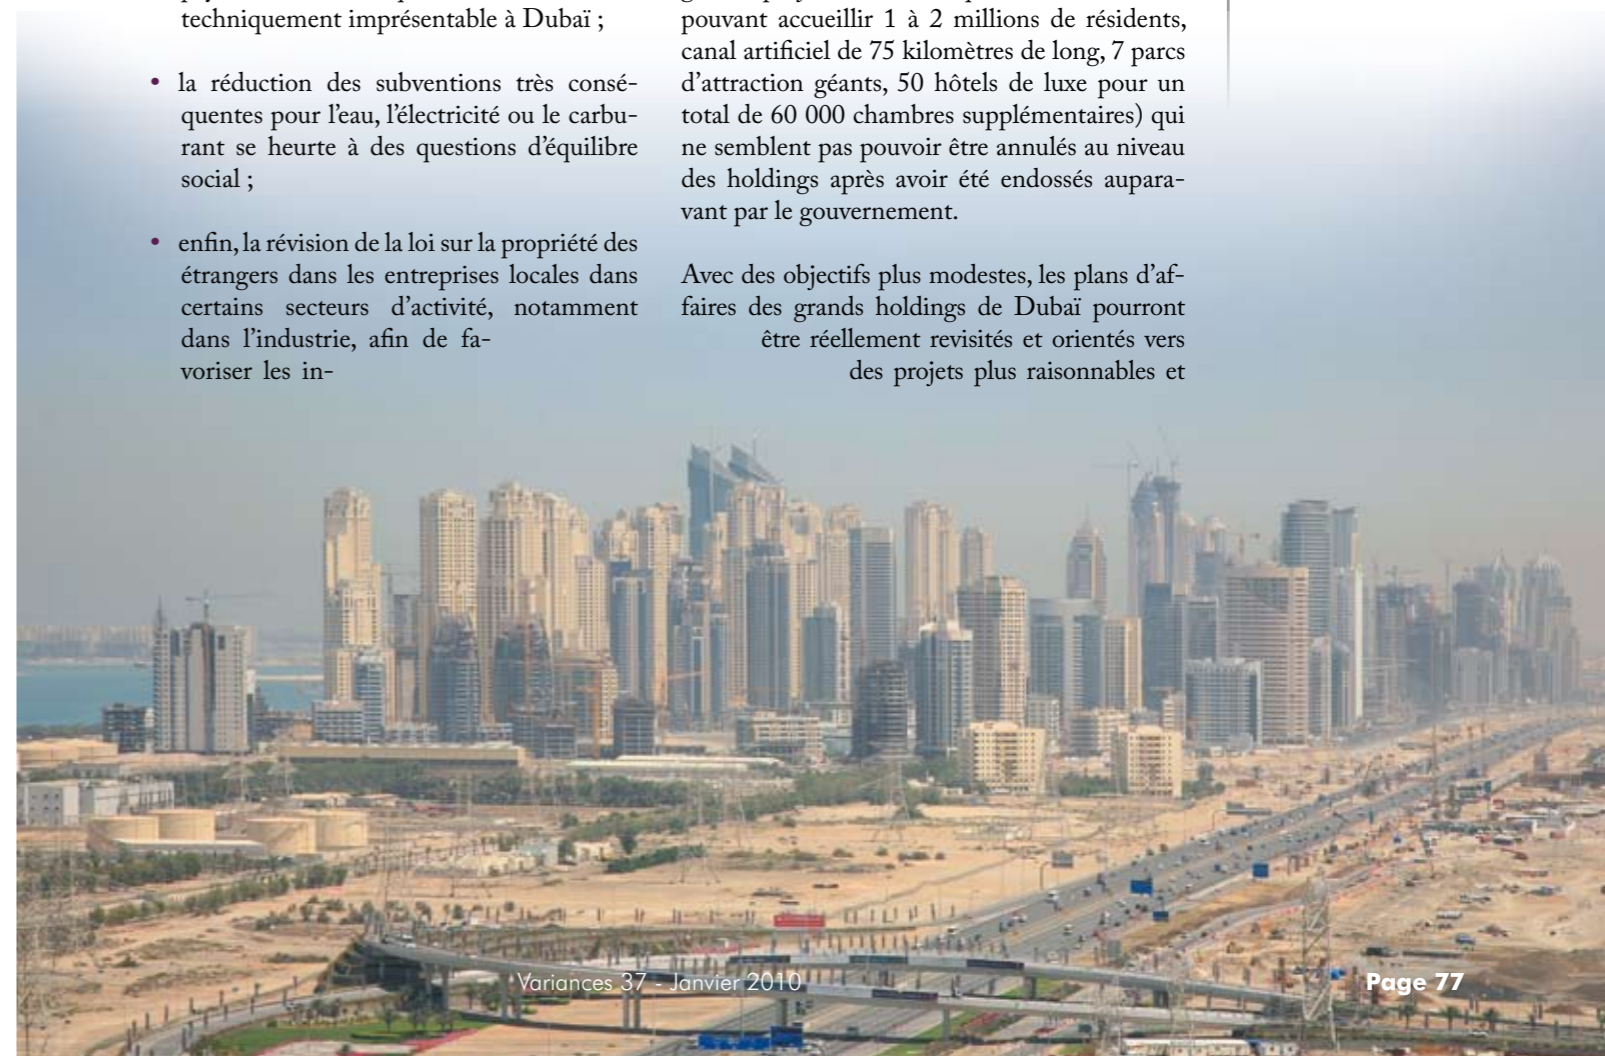 techniquement imprésentable à Dubaï ;
• la réduction des subventions très consé-
quentes pour l'eau, l'électricité ou le carbu-
rant se heurte à des questions d'équilibre
social ;
• enfin, la révision de la loi sur la propriété des
étrangers dans les entreprises locales dans
certains secteurs d'activité, notamment
dans l'industrie, afin de fa-
voriser les in-
pouvant accueillir 1 à 2 millions de résidents,
canal artificiel de 75 kilomètres de long, 7 parcs
d'attraction géants, 50 hôtels de luxe pour un
total de 60 000 chambres supplémentaires) qui
ne semblent pas pouvoir être annulés au niveau
des holdings après avoir été endossés aupara-
vant par le gouvernement.
Avec des objectifs plus modestes, les plans d'af-
faires des grands holdings de Dubaï pourront
être réellement revisités et orientés vers
des projets plus raisonnables et
Variances 37 - Janvier 2010
Page 77